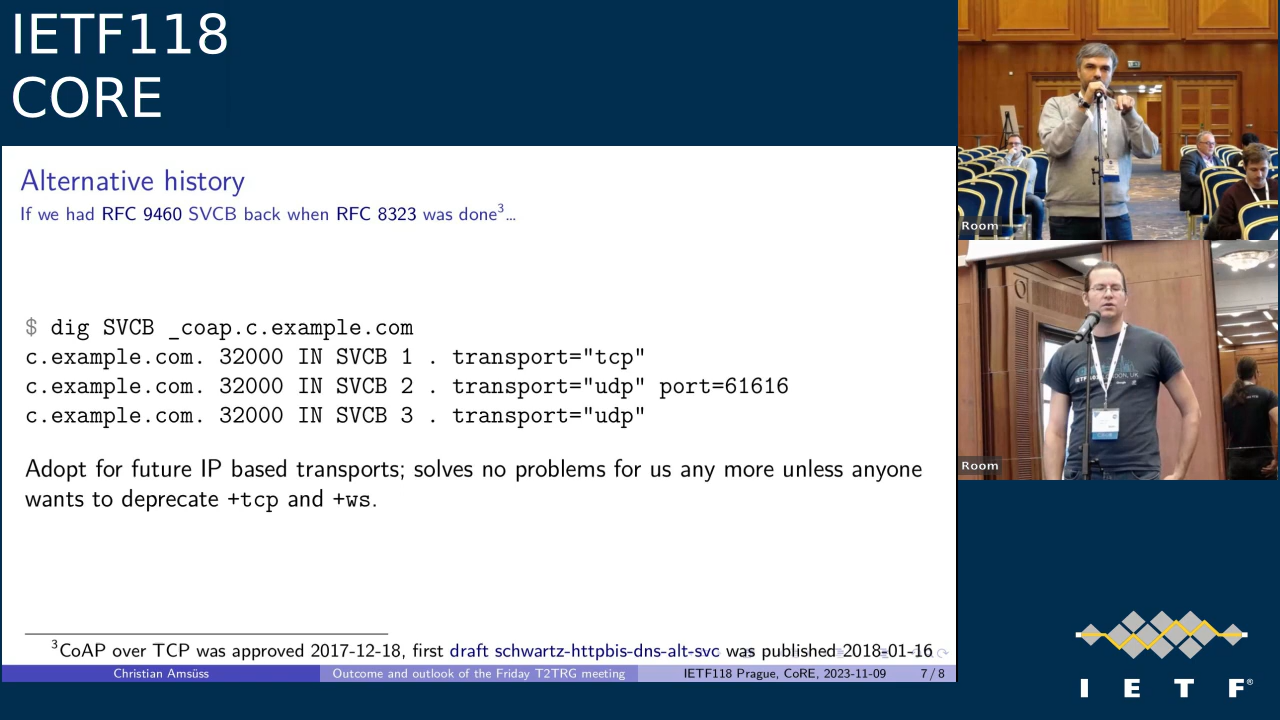 IETF118
CORE
Alternative history
If we had RFC 9460 SVCB back when RFC 8323 was done3…
$ dig SVCB _coap.c.example.com
c.example.com. 32000 IN SVCB 1 . transport="tcp"
c.example.com. 32000 IN SVCB 2 . transport="udp" port=61616
c.example.com. 32000 IN SVCB 3 . transport="udp"
Adopt for future IP based transports; solves no problems for us any more unless anyone
wants to deprecate +tcp and +ws.
3CoAP over TCP was approved 2017-12-18, first draft schwartz-httpbis-dns-alt-svc was published 2018-01-16
Christian Amsüss Outcome and outlook of the Friday T2TRG meeting IETF118 Prague, CoRE, 2023-11-09 7 / 8
Room
Room
I E T F®